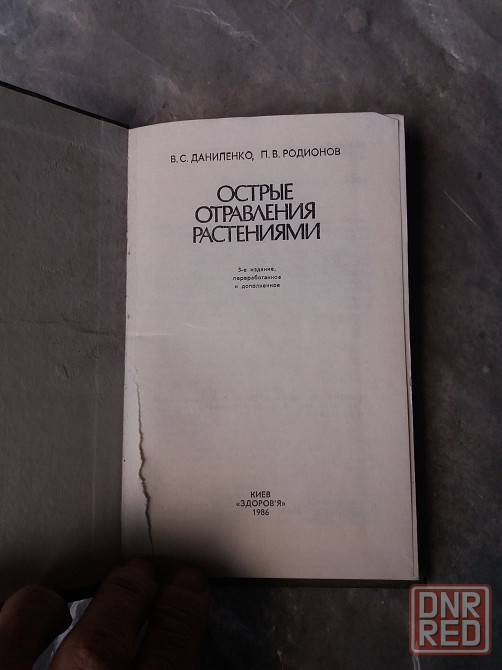 В. С. ДАНИЛЕНКО, П. В. РОДИОНОВ
ОСТРЫЕ
ОТРАВЛЕНИЯ
РАСТЕНИЯМИ
3-е издание,
переработанное
и дополненное
КИЕВ
«ЗДОРОВ'Я»
1986
DNR
RED